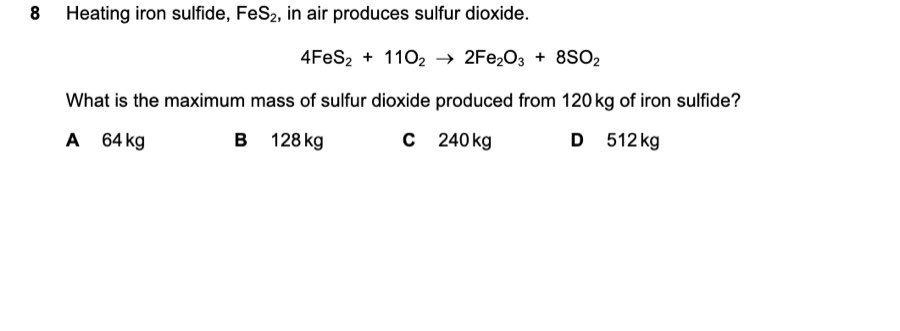 8 Heating iron sulfide, FeS₂, in air produces sulfur dioxide.
4FeS₂ + 11O₂ → 2Fe₂O₃ + 8SO₂
What is the maximum mass of sulfur dioxide produced from 120 kg of iron sulfide?
A 64 kg B 128 kg C 240 kg D 512 kg